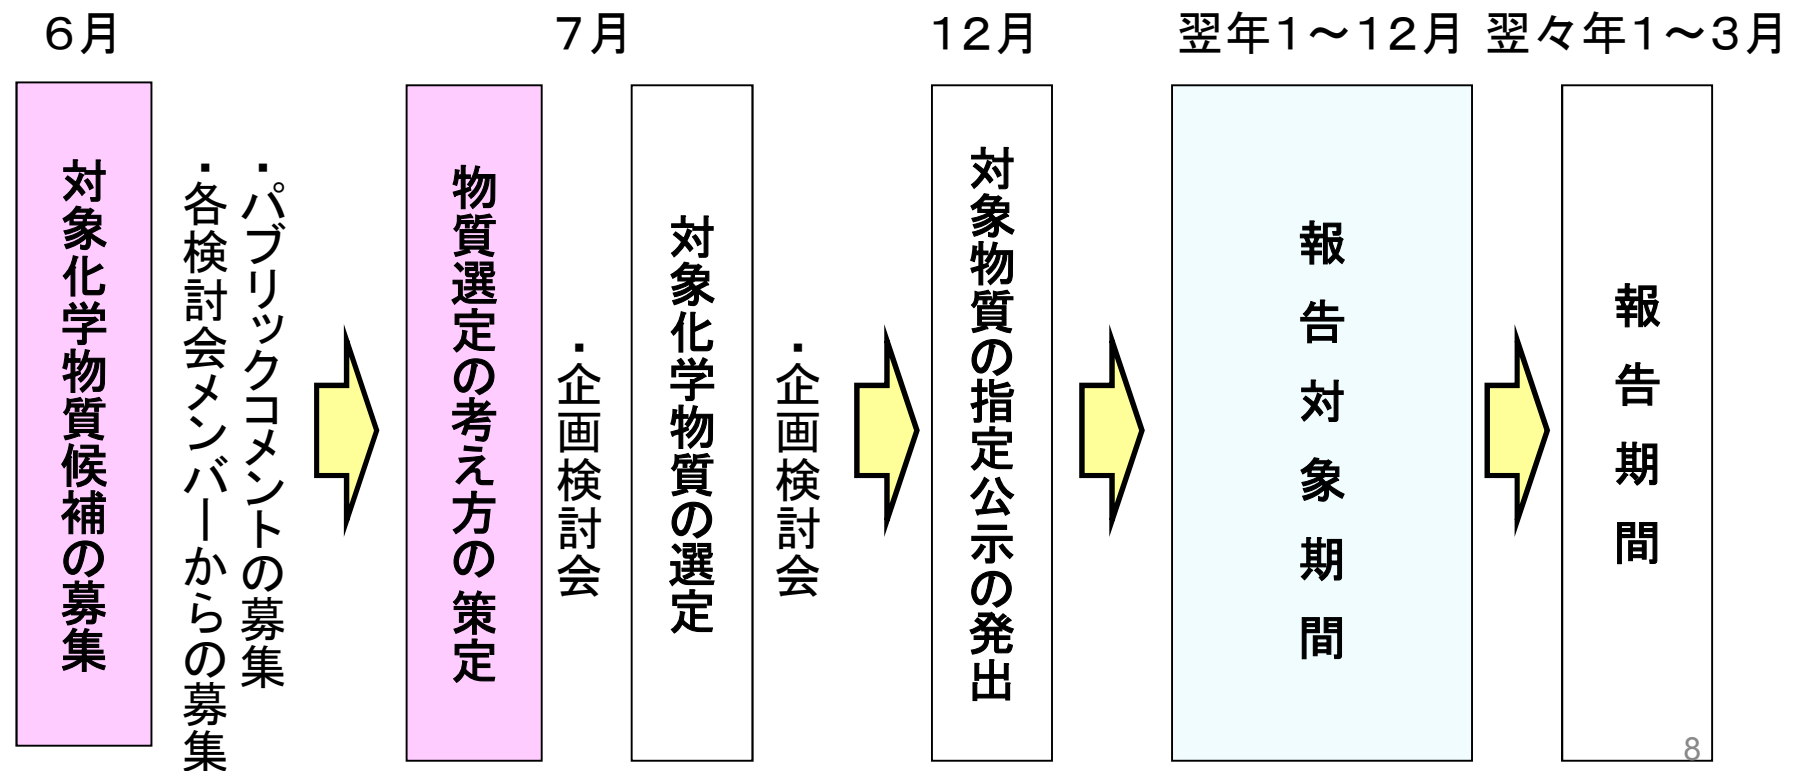 ６月
７月
１２月
翌年１～１２月
翌々年１～３月
対象化学物質候補の募集
・パブリックコメントの募集
・各検討会メンバーからの募集
物質選定の考え方の策定
・企画検討会
対象化学物質の選定
・企画検討会
対象物質の指定公示の発出
報告対象期間
報告期間
8